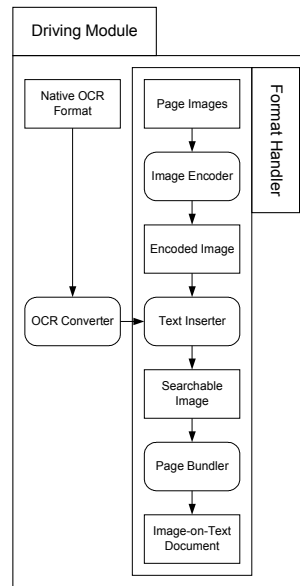 Driving Module
Native OCR
Format
Page Images
Format Handler
Image Encoder
Encoded Image
OCR Converter
Text Inserter
Searchable
Image
Page Bundler
Image-on-Text
Document